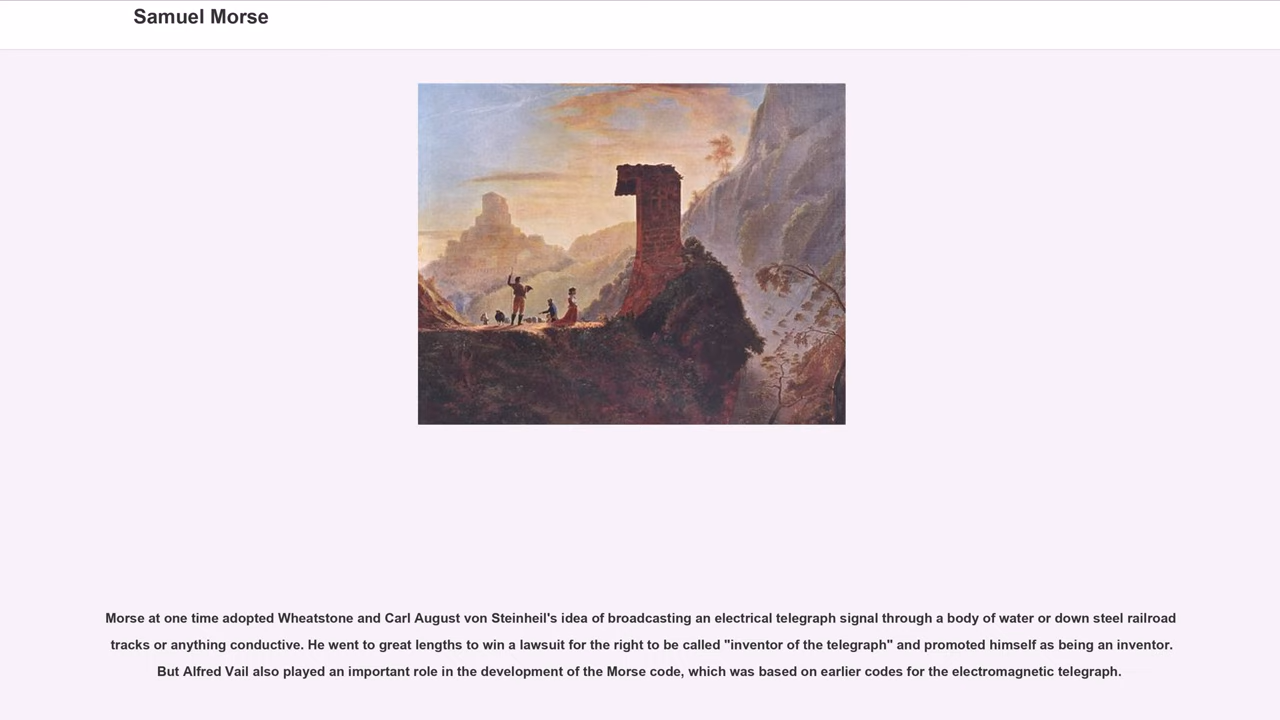 Samuel Morse
Morse at one time adopted Wheatstone and Carl August von Steinheil's idea of broadcasting an electrical telegraph signal through a body of water or down steel railroad
tracks or anything conductive. He went to great lengths to win a lawsuit for the right to be called "inventor of the telegraph" and promoted himself as being an inventor.
But Alfred Vail also played an important role in the development of the Morse code, which was based on earlier codes for the electromagnetic telegraph.